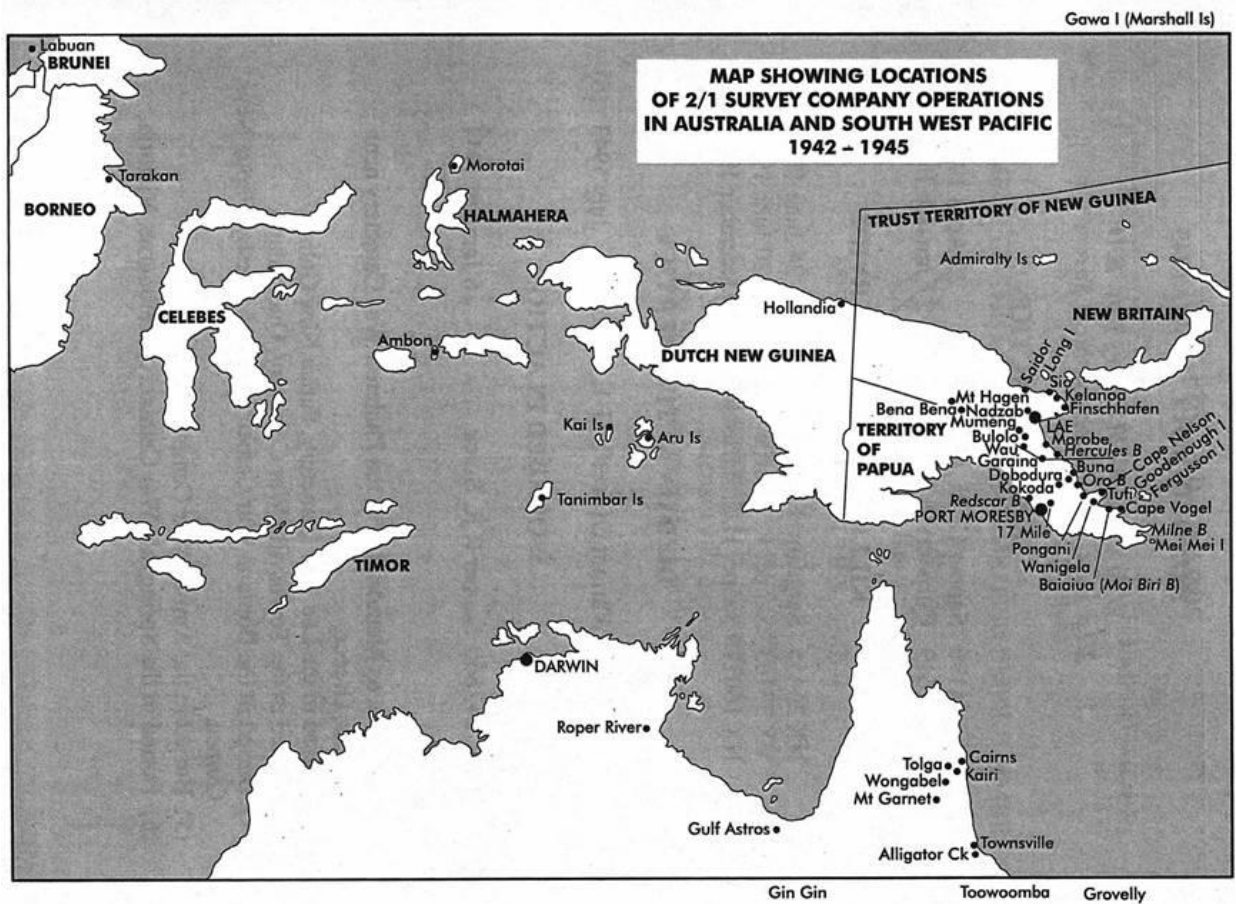 Gawa I (Marshall Is)
Labuan
BRUNEI
MAP SHOWING LOCATIONS
OF 2/1 SURVEY COMPANY OPERATIONS
IN AUSTRALIA AND SOUTH WEST PACIFIC
1942 – 1945
Tarakan
Morotai
BORNEO
HALMAHERA
TRUST TERRITORY OF NEW GUINEA
Admiralty Is
Hollandia
CELEBES
NEW BRITAIN
Ambon
DUTCH NEW GUINEA
Saidor
Long I
Sio
Kelanoa
Finschhafen
Mt Hagen
Bena Bena
Nadzab
Mumeng
LAE
Kai Is
Aru Is
TERRITORY
OF
PAPUA
Bulolo
Morobe
Wau
Hercules B
Garaina
Buna
Cape Nelson
Goodenough I
Fergusson I
Dobodura
Oro B
Kokoda
Tufi
Tanimbar Is
Redscar B
Cape Vogel
PORT MORESBY
17 Mile
Milne B
Mei Mei I
Pongani
Wanigela
Baiaiua (Moi Biri B)
TIMOR
DARWIN
Roper River
Cairns
Tolga
Kairi
Wongabel
Mt Garnet
Gulf Astros
Townsville
Alligator Ck
Gin Gin
Toowoomba
Grovelly